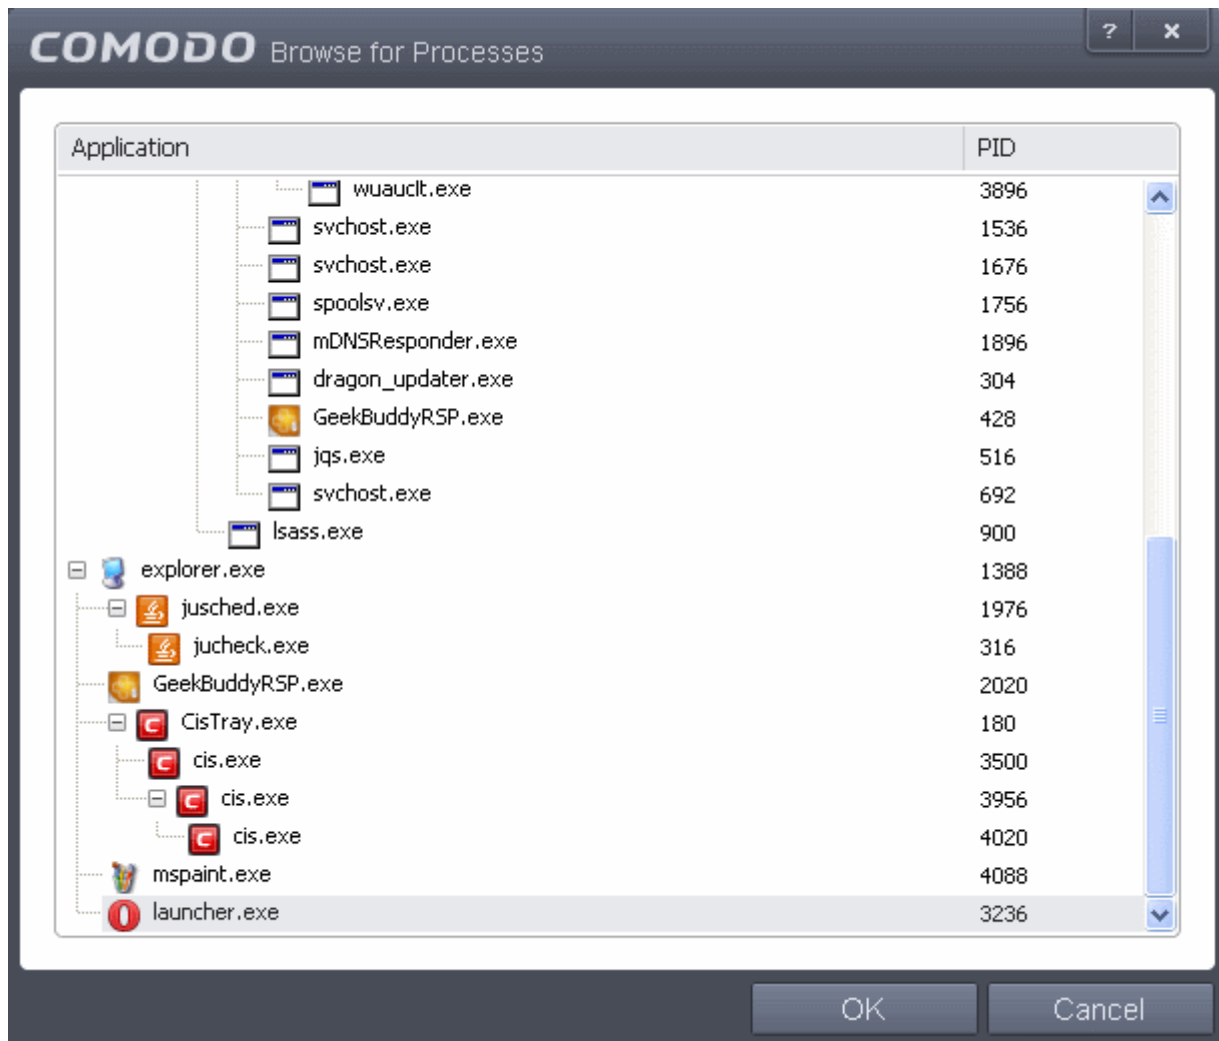 COMODO Browse for Processes ? x
Application PID
wuauclt.exe 3896
svchost.exe 1536
svchost.exe 1676
spoolsv.exe 1756
mDNSResponder.exe 1896
dragon_updater.exe 304
GeekBuddyRSP.exe 428
jqs.exe 516
svchost.exe 692
lsass.exe 900
explorer.exe 1388
jusched.exe 1976
jucheck.exe 316
GeekBuddyRSP.exe 2020
CisTray.exe 180
cis.exe 3500
cis.exe 3956
cis.exe 4020
mspaint.exe 4088
launcher.exe 3236
OK Cancel